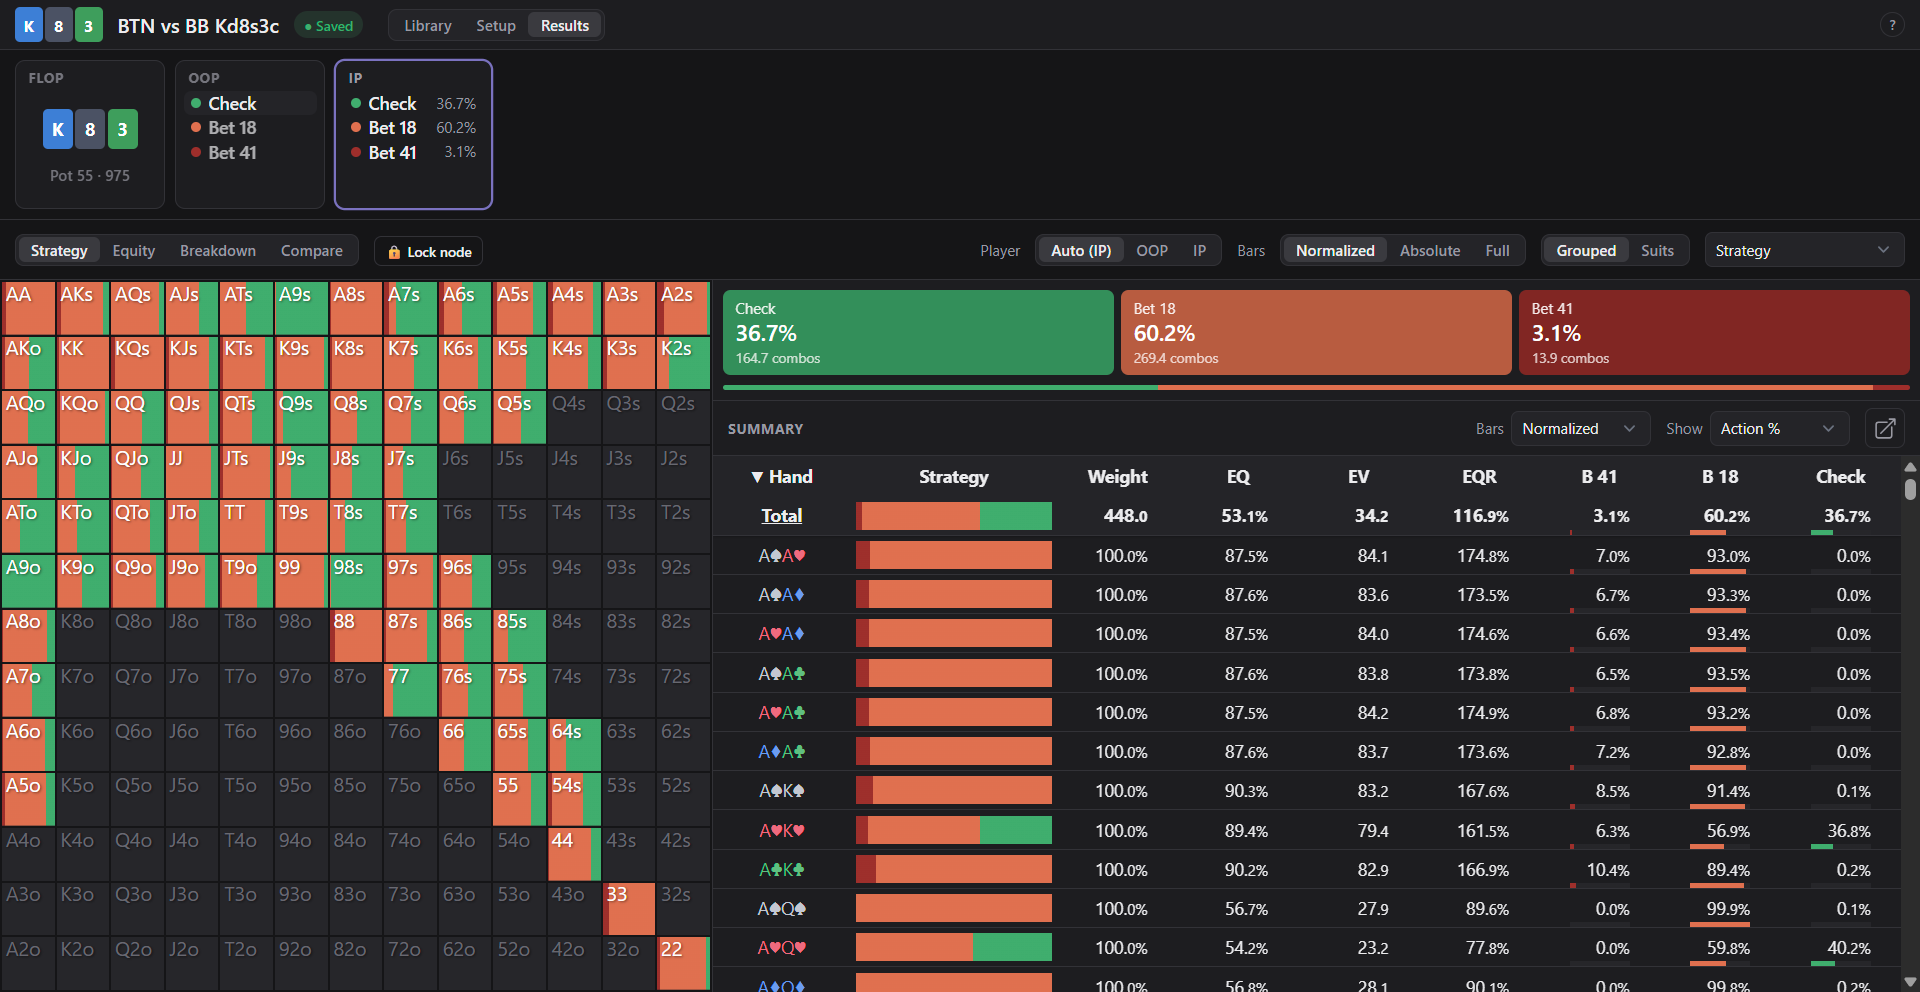 K 8 3 BTN vs BB Kd8s3c Saved Library Setup Results ?
FLOP
K 8 3
Pot 55 · 975
OOP
Check
Bet 18
Bet 41
IP
Check 36.7%
Bet 18 60.2%
Bet 41 3.1%
Strategy Equity Breakdown Compare Lock node Player Auto (IP) OOP IP Bars Normalized Absolute Full Grouped Suits Strategy
AA AKs AQs AJs ATs A9s A8s A7s A6s A5s A4s A3s A2s
AKo KK KQs KJs KTs K9s K8s K7s K6s K5s K4s K3s K2s
AQo KQo QQ QJs QTs Q9s Q8s Q7s Q6s Q5s Q4s Q3s Q2s
AJo KJo QJo JJ JTs J9s J8s J7s J6s J5s J4s J3s J2s
ATo KTo QTo JTo TT T9s T8s T7s T6s T5s T4s T3s T2s
A9o K9o Q9o J9o T9o 99 98s 97s 96s 95s 94s 93s 92s
A8o K8o Q8o J8o T8o 98o 88 87s 86s 85s 84s 83s 82s
A7o K7o Q7o J7o T7o 97o 87o 77 76s 75s 74s 73s 72s
A6o K6o Q6o J6o T6o 96o 86o 76o 66 65s 64s 63s 62s
A5o K5o Q5o J5o T5o 95o 85o 75o 65o 55 54s 53s 52s
A4o K4o Q4o J4o T4o 94o 84o 74o 64o 54o 44 43s 42s
A3o K3o Q3o J3o T3o 93o 83o 73o 63o 53o 43o 33 32s
A2o K2o Q2o J2o T2o 92o 82o 72o 62o 52o 42o 32o 22
Check
36.7%
164.7 combos
Bet 18
60.2%
269.4 combos
Bet 41
3.1%
13.9 combos
SUMMARY Bars Normalized Show Action %
▼ Hand Strategy Weight EQ EV EQR B 41 B 18 Check
Total 448.0 53.1% 34.2 116.9% 3.1% 60.2% 36.7%
A♠A♥ 100.0% 87.5% 84.1 174.8% 7.0% 93.0% 0.0%
A♠A♦ 100.0% 87.6% 83.6 173.5% 6.7% 93.3% 0.0%
A♥A♦ 100.0% 87.5% 84.0 174.6% 6.6% 93.4% 0.0%
A♠A♣ 100.0% 87.6% 83.8 173.8% 6.5% 93.5% 0.0%
A♥A♣ 100.0% 87.5% 84.2 174.9% 6.8% 93.2% 0.0%
A♦A♣ 100.0% 87.6% 83.7 173.6% 7.2% 92.8% 0.0%
A♠K♠ 100.0% 90.3% 83.2 167.6% 8.5% 91.4% 0.1%
A♥K♥ 100.0% 89.4% 79.4 161.5% 6.3% 56.9% 36.8%
A♣K♣ 100.0% 90.2% 82.9 166.9% 10.4% 89.4% 0.2%
A♠Q♠ 100.0% 56.7% 27.9 89.6% 0.0% 99.9% 0.1%
A♥Q♥ 100.0% 54.2% 23.2 77.8% 0.0% 59.8% 40.2%
A♦Q♦ 100.0% 56.8% 28.1 90.1% 0.0% 99.8% 0.2%